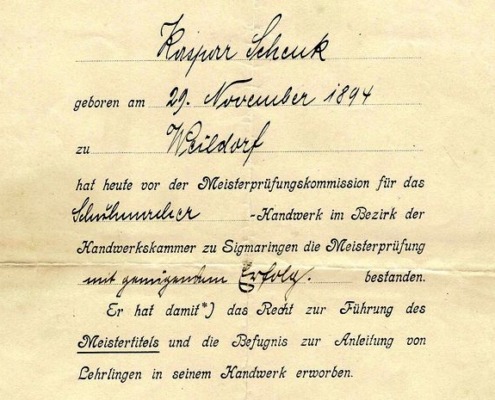 Kaspar Schenk
geboren am 29. November 1894
zu Weildorf
hat heute vor der Meisterprüfungskommission für das
Schuhmacher -Handwerk im Bezirk der
Handwerkskammer zu Sigmaringen die Meisterprüfung
mit genügendem Erfolg. bestanden.
Er hat damit*) das Recht zur Führung des
Meistertitels und die Befugnis zur Anleitung von
Lehrlingen in seinem Handwerk erworben.